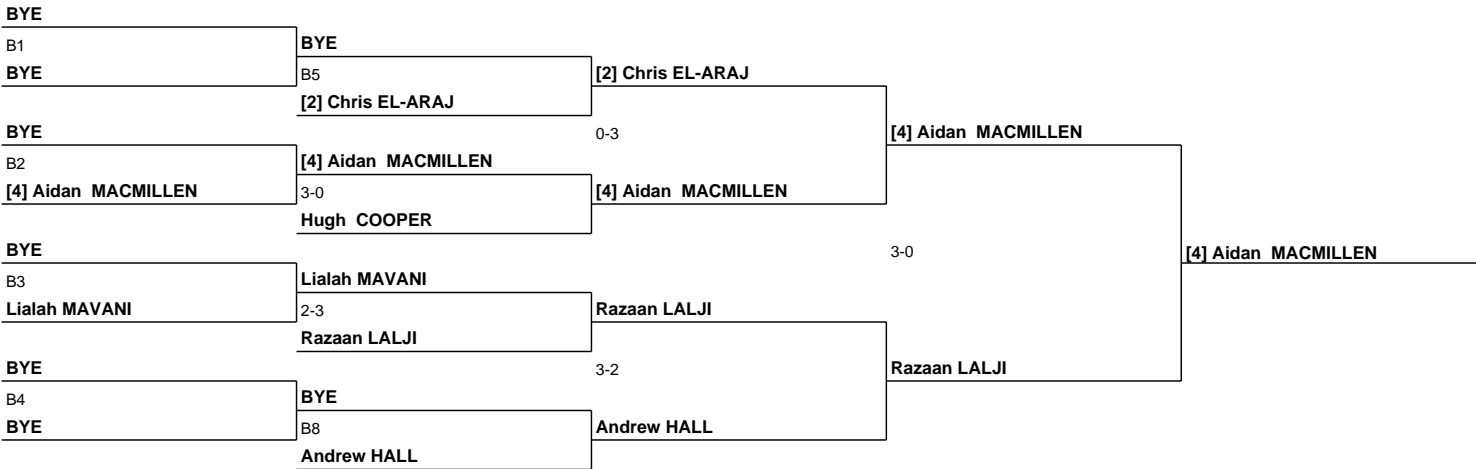 BYE
B1
BYE
BYE
B5
[2] Chris EL-ARAJ
[2] Chris EL-ARAJ
BYE
0-3
[4] Aidan MACMILLEN
B2
[4] Aidan MACMILLEN
[4] Aidan MACMILLEN
3-0
[4] Aidan MACMILLEN
Hugh COOPER
BYE
3-0
[4] Aidan MACMILLEN
B3
Lialah MAVANI
Lialah MAVANI
2-3
Razaan LALJI
Razaan LALJI
BYE
3-2
Razaan LALJI
B4
BYE
BYE
B8
Andrew HALL
Andrew HALL